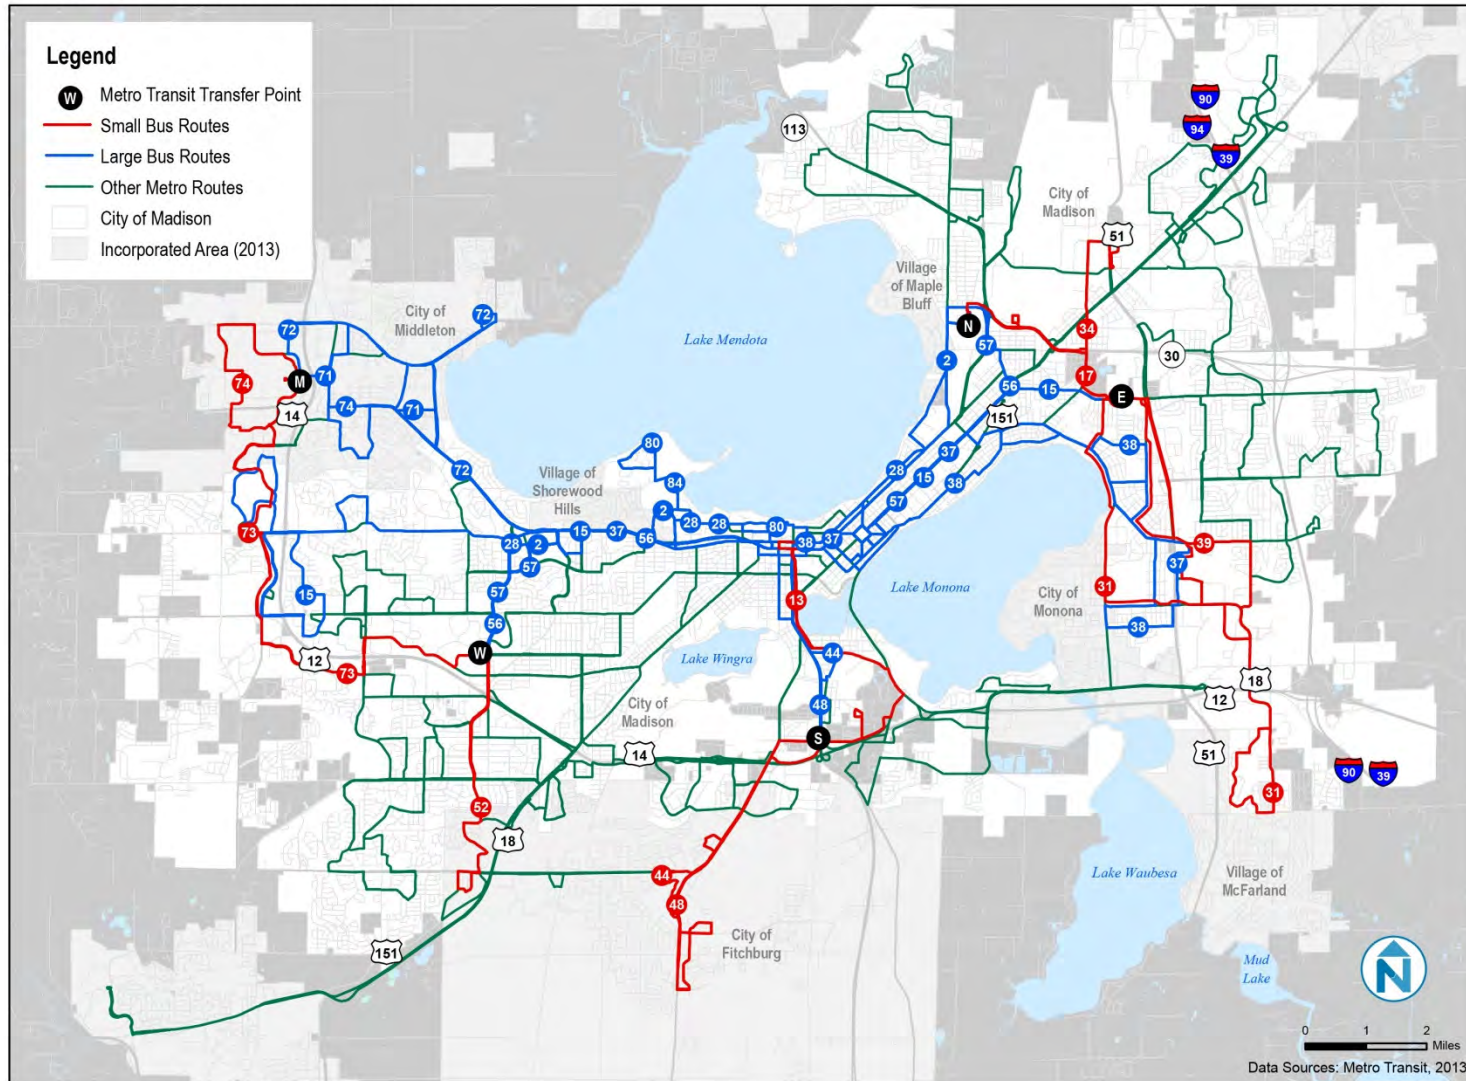 Legend
W Metro Transit Transfer Point
Small Bus Routes
Large Bus Routes
Other Metro Routes
City of Madison
Incorporated Area (2013)
113
90
94
39
City of
Madison
51
Village
of Maple
Bluff
City of
Middleton
72
72
Lake Mendota
N
57
34
30
2
M
71
74
17
14
74
71
56
15
E
151
80
38
37
72
28
15
Village of
Shorewood
Hills
84
57
38
2
28
28
80
73
15
37
56
38
37
28
2
39
57
37
15
57
13
Lake Monona
31
City of
Monona
56
38
W
Lake Wingra
44
12
73
18
12
City of
Madison
48
S
14
51
90
39
31
52
18
Lake Waubesa
Village of
McFarland
44
48
City of
Fitchburg
151
Mud
Lake
N
0 1 2
Miles
Data Sources: Metro Transit, 2013